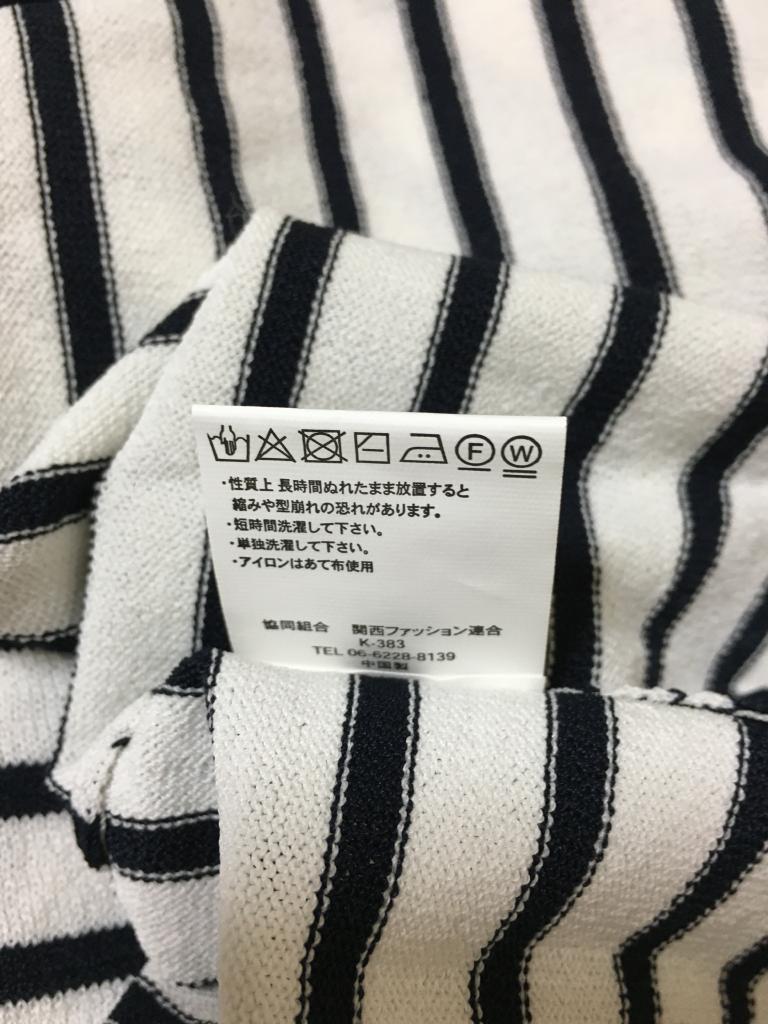 F W
・性質上 長時間ぬれたまま放置すると
縮みや型崩れの恐れがあります。
・短時間洗濯して下さい。
・単独洗濯して下さい。
・アイロンはあて布使用
協同組合 関西ファッション連合
K-383
TEL 06-6228-8139
中国製